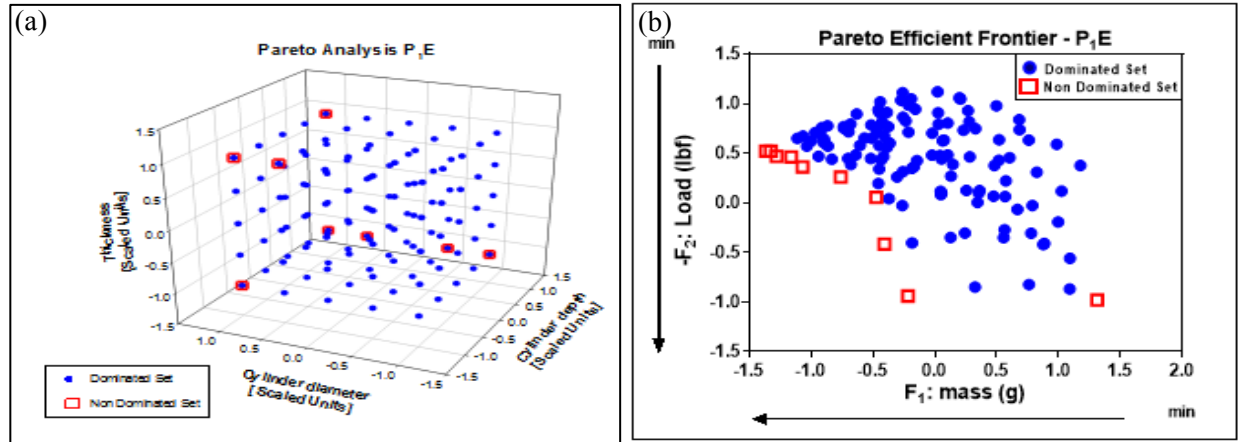 (a)
Pareto Analysis P₁E
1.5
1.0
0.5
0.0
-0.5
-1.0
-1.5
Thickness
[Scaled Units]
1.0
0.5
0.0
-0.5
-1.0
-1.5
Cylinder diameter
[Scaled Units]
1.5
1.0
0.5
0.0
-0.5
-1.0
-1.5
Cylinder depth
[Scaled Units]
Dominated Set
Non Dominated Set
(b)
min
Pareto Efficient Frontier - P₁E
Dominated Set
Non Dominated Set
1.5
1.0
0.5
0.0
-0.5
-1.0
-1.5
-F₂: Load (lbf)
-1.5 -1.0 -0.5 0.0 0.5 1.0 1.5 2.0
F₁: mass (g)
min